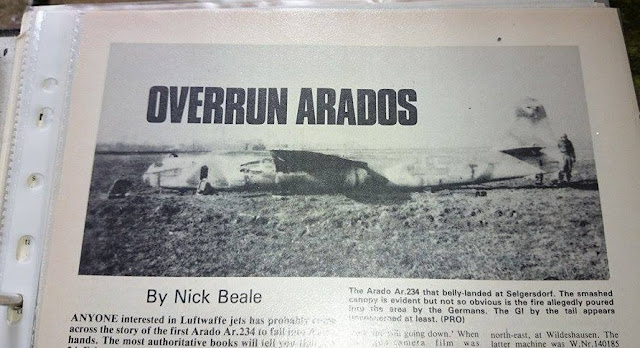 OVERRUN ARADOS
By Nick Beale
The Arado Ar.234 that belly-landed at Selgersdorf. The smashed
canopy is evident but not so obvious is the fire allegedly poured
into the area by the Germans. The GI by the tail appears
at least. (PRO)
ANYONE interested in Luftwaffe jets has probably come
across the story of the first Arado Ar.234 to fall into
hands. The most authoritative books will tell you that
going down.' When
camera film was
north-east, at Wildeshausen. The
latter machine was W.Nr.140185